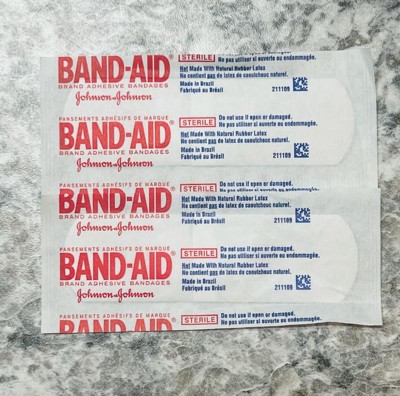 BAND-AID®
BRAND ADHESIVE BANDAGES
Johnson&Johnson
STERILE
Ne pas utiliser si ouverte ou endommagée.
Not Made With Natural Rubber Latex
Ne contient pas de latex de caoutchouc naturel.
Made in Brazil
Fabriqué au Brésil 211109
PANSEMENTS ADHÉSIFS DE MARQUE
BAND-AID®
BRAND ADHESIVE BANDAGES
Johnson&Johnson
STERILE
Do not use if open or damaged.
Ne pas utiliser si ouverte ou endommagée.
Not Made With Natural Rubber Latex
Ne contient pas de latex de caoutchouc naturel.
Made in Brazil
Fabriqué au Brésil 211109
PANSEMENTS ADHÉSIFS DE MARQUE
BAND-AID®
BRAND ADHESIVE BANDAGES
Johnson&Johnson
STERILE
Do not use if open or damaged.
Not Made With Natural Rubber Latex
Made in Brazil
Fabriqué au Brésil 211109
PANSEMENTS ADHÉSIFS DE MARQUE
BAND-AID®
BRAND ADHESIVE BANDAGES
Johnson&Johnson
STERILE
Do not use if open or damaged.
Ne pas utiliser si ouverte ou endommagée.
Not Made With Natural Rubber Latex
Ne contient pas de latex de caoutchouc naturel.
Made in Brazil
Fabriqué au Brésil 211109
PANSEMENTS ADHÉSIFS DE MARQUE
BAND-AID®
STERILE
Do not use if open or damaged.
Ne pas utiliser si ouverte ou endommagée.